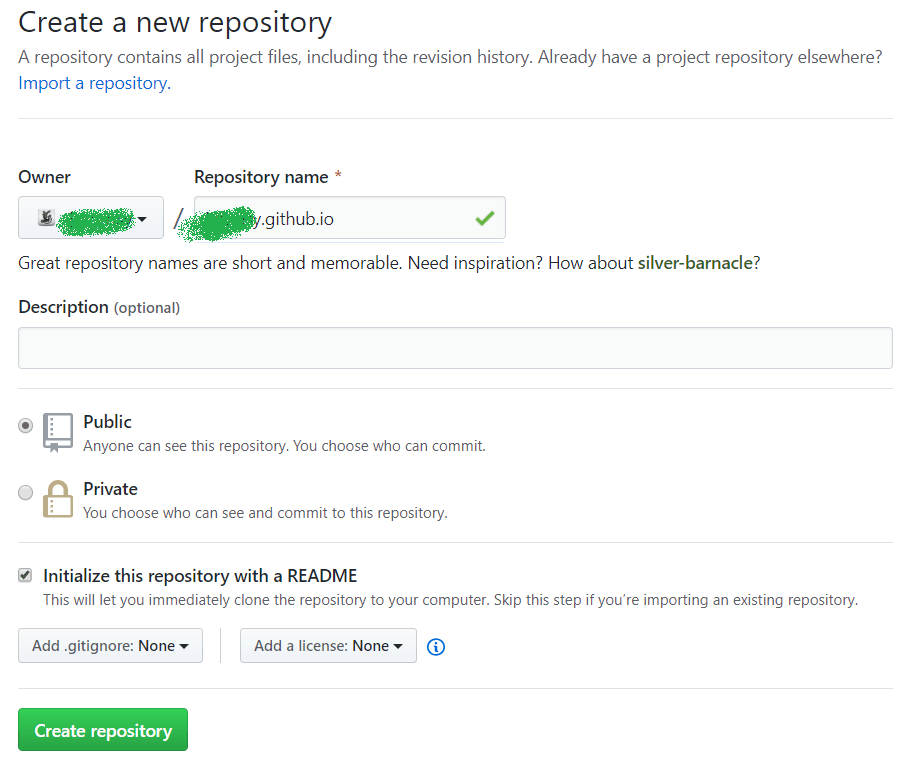 Create a new repository
A repository contains all project files, including the revision history. Already have a project repository elsewhere?
Import a repository.
Owner Repository name *
/ .github.io
Great repository names are short and memorable. Need inspiration? How about silver-barnacle?
Description (optional)
Public
Anyone can see this repository. You choose who can commit.
Private
You choose who can see and commit to this repository.
Initialize this repository with a README
This will let you immediately clone the repository to your computer. Skip this step if you’re importing an existing repository.
Add .gitignore: None Add a license: None
Create repository